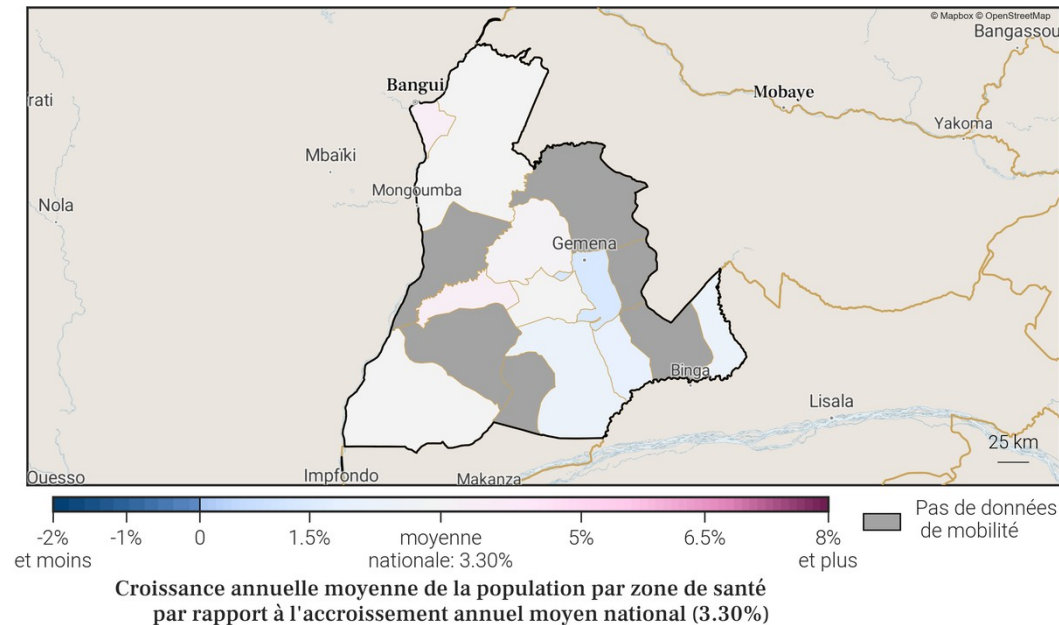 © Mapbox © OpenStreetMap
Bangassou
Bangui
rati
Mobaye
Yakoma
Mbaïki
Mongoumba
Nola
Gemena
Binga
Lisala
25 km
Impfondo
Makanza
Ouesso
-2%
et moins
-1%
0
1.5%
moyenne
nationale: 3.30%
5%
6.5%
8%
et plus
Pas de données
de mobilité
Croissance annuelle moyenne de la population par zone de santé
par rapport à l'accroissement annuel moyen national (3.30%)